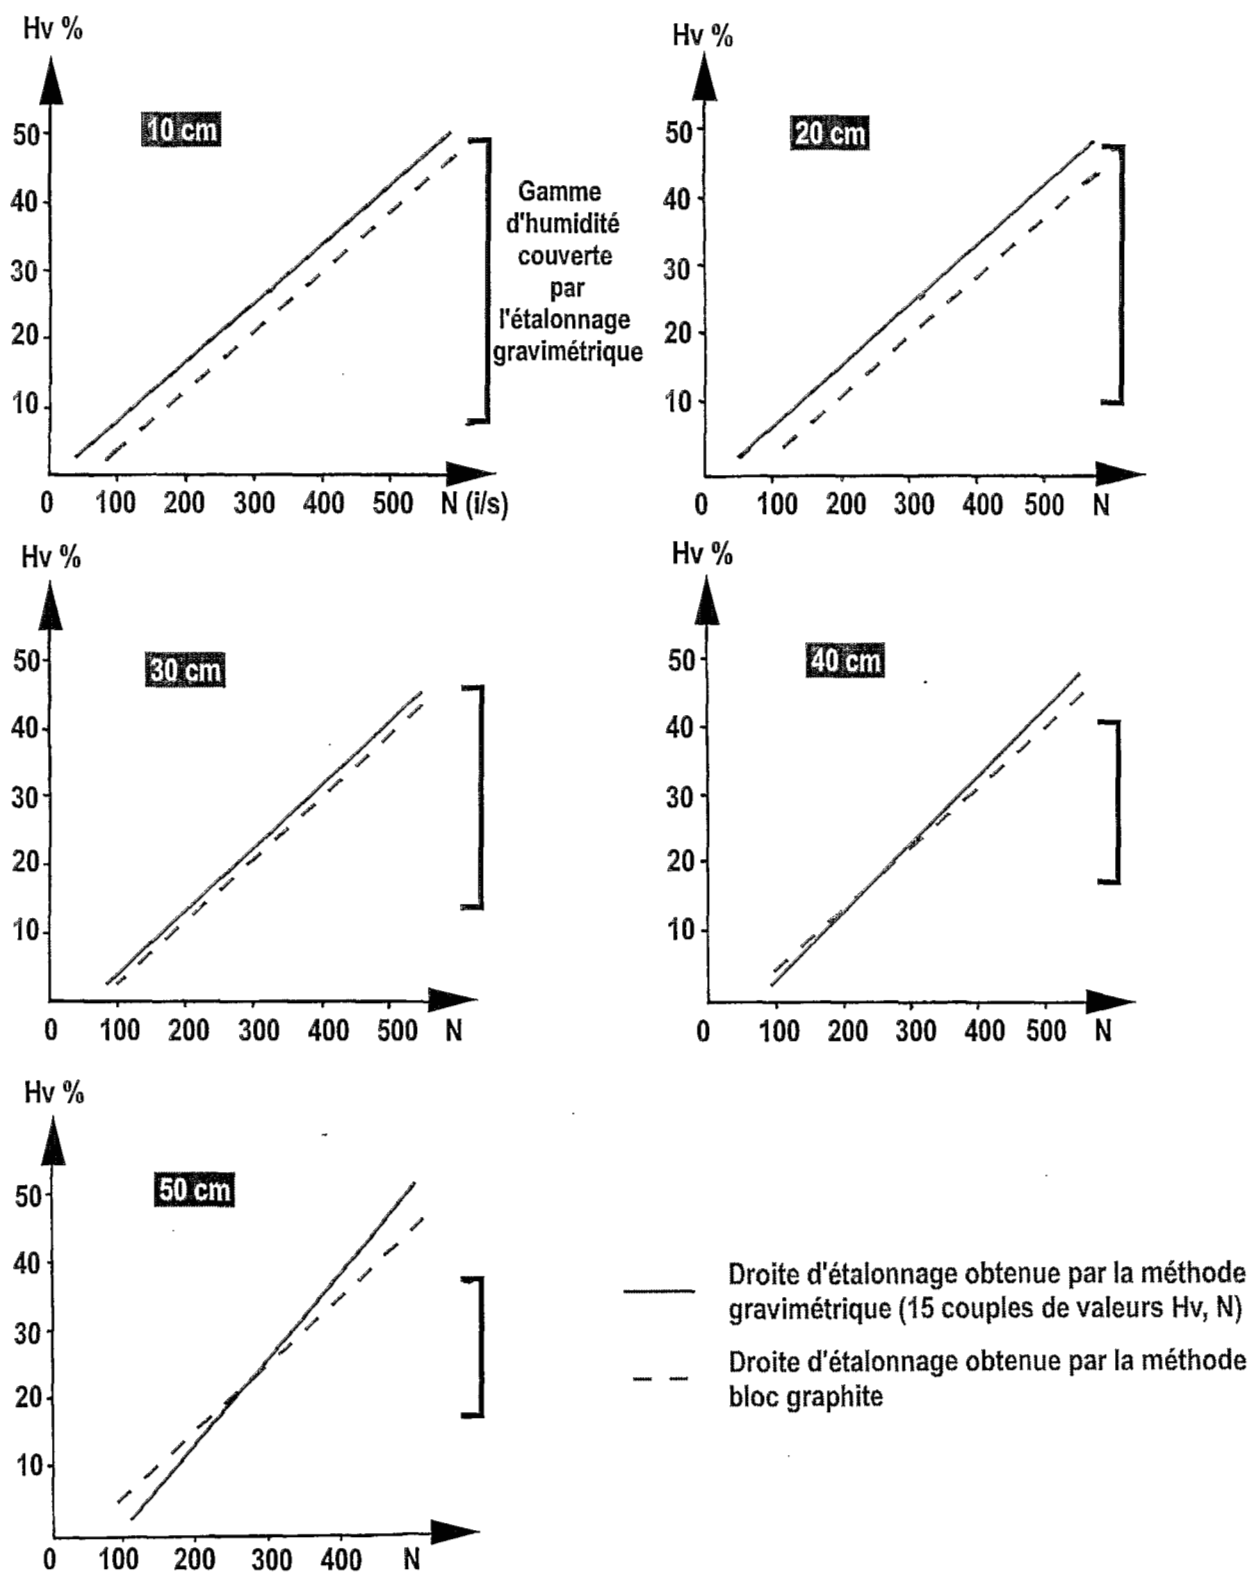 Hv %
10 cm
50
40
30
20
10
0 100 200 300 400 500 N (i/s)
Gamme
d'humidité
couverte
par
l'étalonnage
gravimétrique
Hv %
20 cm
50
40
30
20
10
0 100 200 300 400 500 N
Hv %
30 cm
50
40
30
20
10
0 100 200 300 400 500 N
Hv %
40 cm
50
40
30
20
10
0 100 200 300 400 500 N
Hv %
50 cm
50
40
30
20
10
0 100 200 300 400 N
Droite d'étalonnage obtenue par la méthode
gravimétrique (15 couples de valeurs Hv, N)
Droite d'étalonnage obtenue par la méthode
bloc graphite